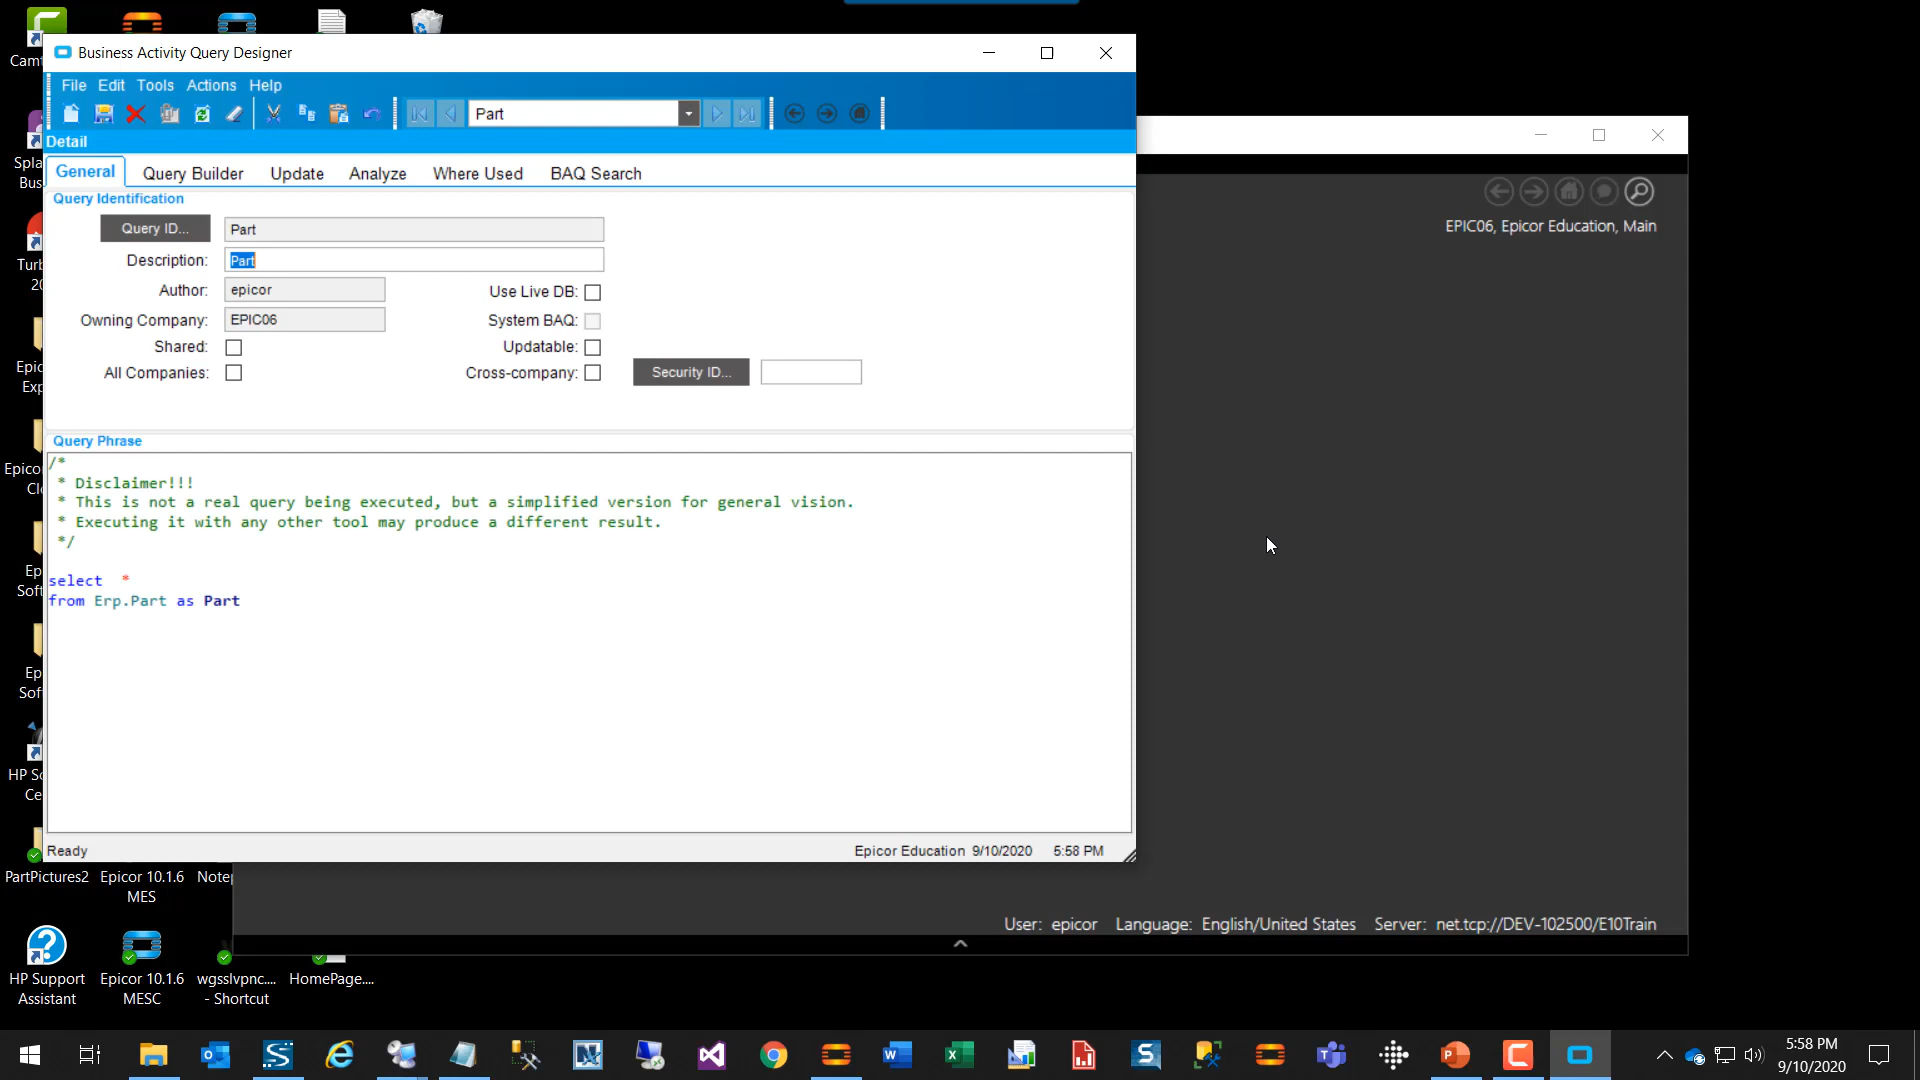 Business Activity Query Designer
File Edit Tools Actions Help
Part
Detail
General Query Builder Update Analyze Where Used BAQ Search
Query Identification
Query ID... Part
Description: Part
Author: epicor Use Live DB:
Owning Company: EPIC06 System BAQ:
Shared: Updatable:
All Companies: Cross-company: Security ID...
Query Phrase
/*
* Disclaimer!!!
* This is not a real query being executed, but a simplified version for general vision.
* Executing it with any other tool may produce a different result.
*/
select *
from Erp.Part as Part
Ready Epicor Education 9/10/2020 5:58 PM
EPIC06, Epicor Education, Main
User: epicor Language: English/United States Server: net.tcp://DEV-102500/E10Train
PartPictures2 Epicor 10.1.6 MES
HP Support Assistant
Epicor 10.1.6 MESC
wgsslvpnc.... - Shortcut
HomePage....
5:58 PM
9/10/2020